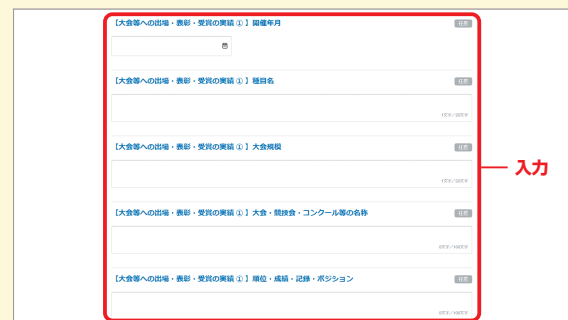 【大会等への出場・表彰・受賞の実績 ① 】開催年月 任意
【大会等への出場・表彰・受賞の実績 ① 】種目名 任意
【大会等への出場・表彰・受賞の実績 ① 】大会規模 任意
入力
【大会等への出場・表彰・受賞の実績 ① 】大会・競技会・コンクール等の名称 任意
【大会等への出場・表彰・受賞の実績 ① 】順位・成績・記録・ポジション 任意